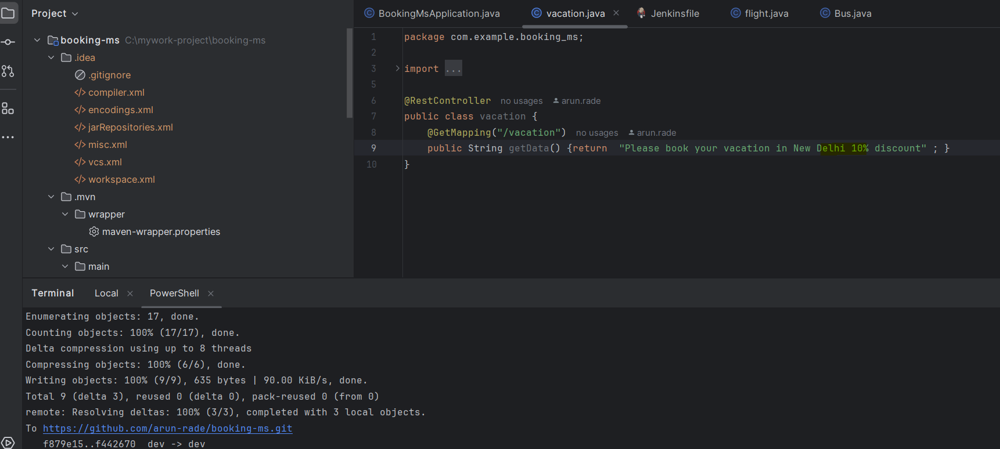 Project
BookingMsApplication.java
vacation.java
Jenkinsfile
flight.java
Bus.java
booking-ms C:\mywork-project\booking-ms
.idea
.gitignore
compiler.xml
encodings.xml
jarRepositories.xml
misc.xml
vcs.xml
workspace.xml
.mvn
wrapper
maven-wrapper.properties
src
main
1 package com.example.booking_ms;
2
3 import ...
5
6 @RestController no usages arun.rade
7 public class vacation {
8 @GetMapping("/vacation") no usages arun.rade
9 public String getData() {return "Please book your vacation in New Delhi 10% discount" ; }
10 }
Terminal Local PowerShell
Enumerating objects: 17, done.
Counting objects: 100% (17/17), done.
Delta compression using up to 8 threads
Compressing objects: 100% (6/6), done.
Writing objects: 100% (9/9), 635 bytes | 90.00 KiB/s, done.
Total 9 (delta 3), reused 0 (delta 0), pack-reused 0 (from 0)
remote: Resolving deltas: 100% (3/3), completed with 3 local objects.
To https://github.com/arun-rade/booking-ms.git
f879e15..f442670 dev -> dev